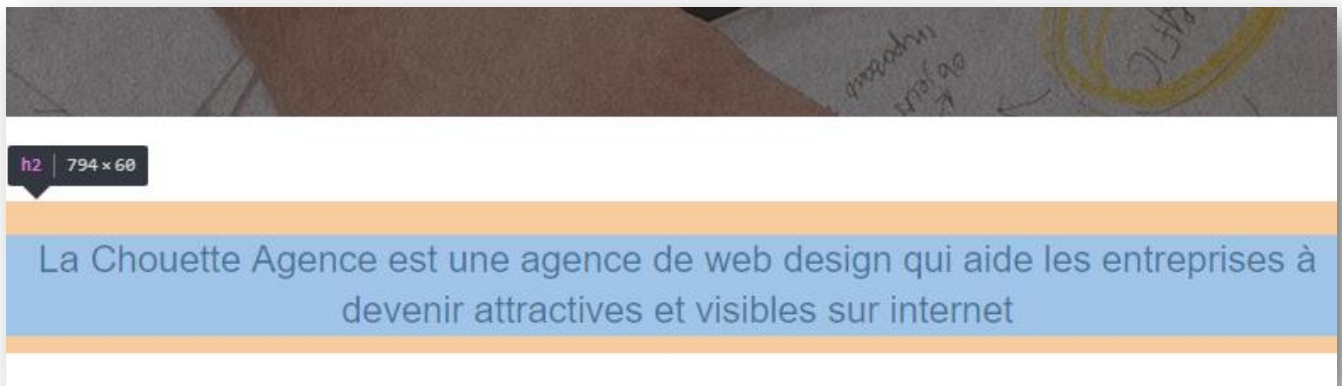 h2 794 × 60
La Chouette Agence est une agence de web design qui aide les entreprises à
devenir attractives et visibles sur internet